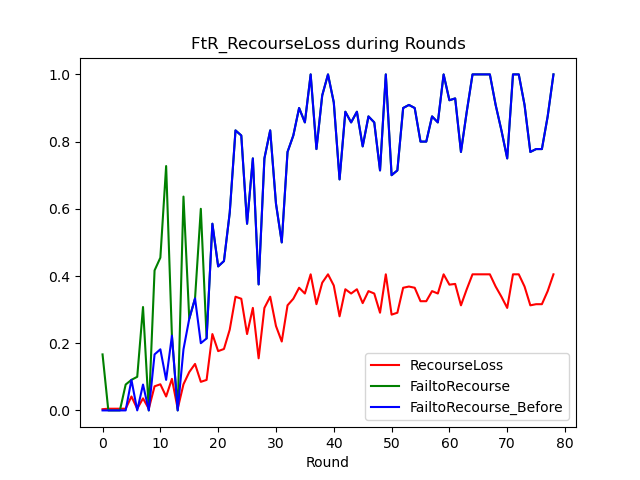 FtR_RecourseLoss during Rounds
1.0
0.8
0.6
0.4
0.2
0.0
RecourseLoss
FailtoRecourse
FailtoRecourse_Before
0 10 20 30 40 50 60 70 80
Round